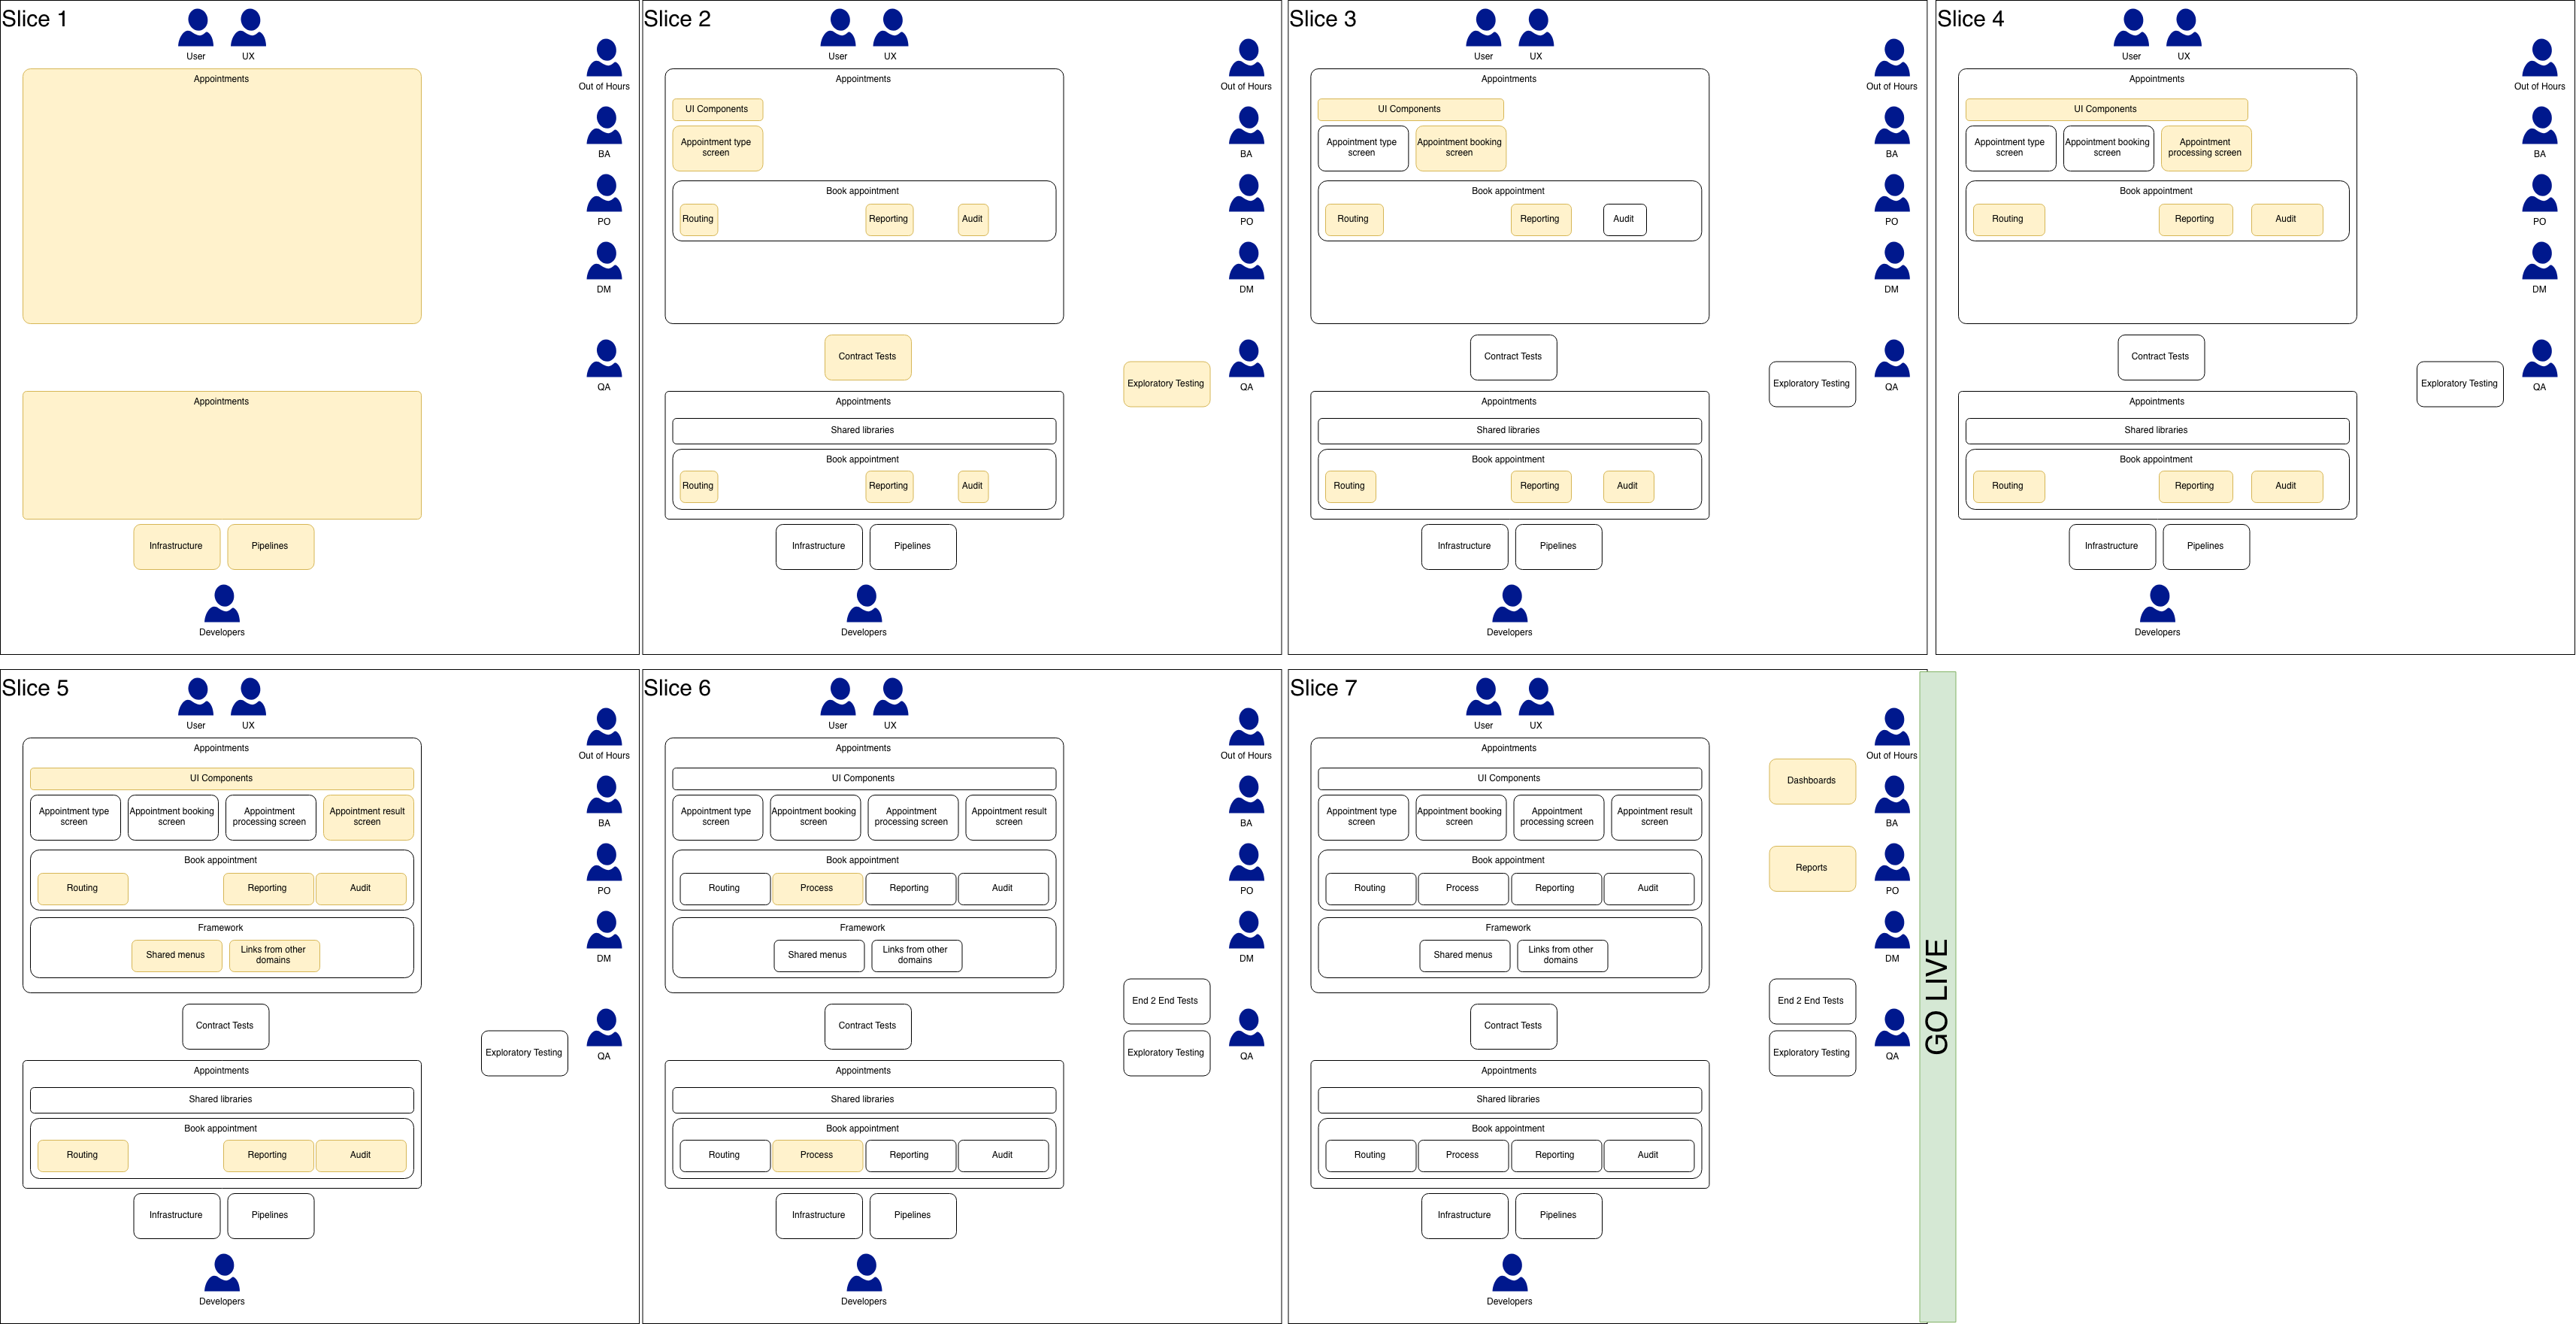 Slice 1
User
UX
Out of Hours
Appointments
BA
PO
DM
QA
Appointments
Infrastructure
Pipelines
Developers
Slice 2
User
UX
Out of Hours
Appointments
UI Components
Appointment type
screen
BA
Book appointment
Routing
Reporting
Audit
PO
DM
Contract Tests
Exploratory Testing
QA
Appointments
Shared libraries
Book appointment
Routing
Reporting
Audit
Infrastructure
Pipelines
Developers
Slice 3
User
UX
Out of Hours
Appointments
UI Components
Appointment type
screen
Appointment booking
screen
BA
Book appointment
Routing
Reporting
Audit
PO
DM
Contract Tests
Exploratory Testing
QA
Appointments
Shared libraries
Book appointment
Routing
Reporting
Audit
Infrastructure
Pipelines
Developers
Slice 4
User
UX
Out of Hours
Appointments
UI Components
Appointment type
screen
Appointment booking
screen
Appointment
processing screen
BA
Book appointment
Routing
Reporting
Audit
PO
DM
Contract Tests
Exploratory Testing
QA
Appointments
Shared libraries
Book appointment
Routing
Reporting
Audit
Infrastructure
Pipelines
Developers
Slice 5
User
UX
Out of Hours
Appointments
UI Components
Appointment type
screen
Appointment booking
screen
Appointment
processing screen
Appointment result
screen
BA
Book appointment
Routing
Reporting
Audit
PO
Framework
Shared menus
Links from other
domains
DM
Contract Tests
Exploratory Testing
QA
Appointments
Shared libraries
Book appointment
Routing
Reporting
Audit
Infrastructure
Pipelines
Developers
Slice 6
User
UX
Out of Hours
Appointments
UI Components
Appointment type
screen
Appointment booking
screen
Appointment
processing screen
Appointment result
screen
BA
Book appointment
Routing
Process
Reporting
Audit
PO
Framework
Shared menus
Links from other
domains
DM
End 2 End Tests
Contract Tests
Exploratory Testing
QA
Appointments
Shared libraries
Book appointment
Routing
Process
Reporting
Audit
Infrastructure
Pipelines
Developers
Slice 7
User
UX
Out of Hours
Appointments
UI Components
Dashboards
Appointment type
screen
Appointment booking
screen
Appointment
processing screen
Appointment result
screen
BA
Book appointment
Reports
Routing
Process
Reporting
Audit
PO
Framework
Shared menus
Links from other
domains
DM
End 2 End Tests
Contract Tests
Exploratory Testing
QA
Appointments
Shared libraries
Book appointment
Routing
Process
Reporting
Audit
Infrastructure
Pipelines
Developers
GO LIVE